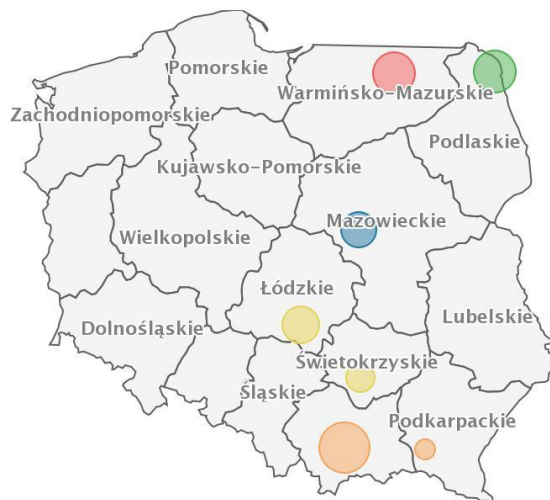 Pomorskie
Warmińsko-Mazurskie
Zachodniopomorskie
Podlaskie
Kujawsko-Pomorskie
Mazowieckie
Wielkopolskie
Łódzkie
Lubelskie
Dolnośląskie
Świetokrzyskie
Śląskie
Podkarpackie